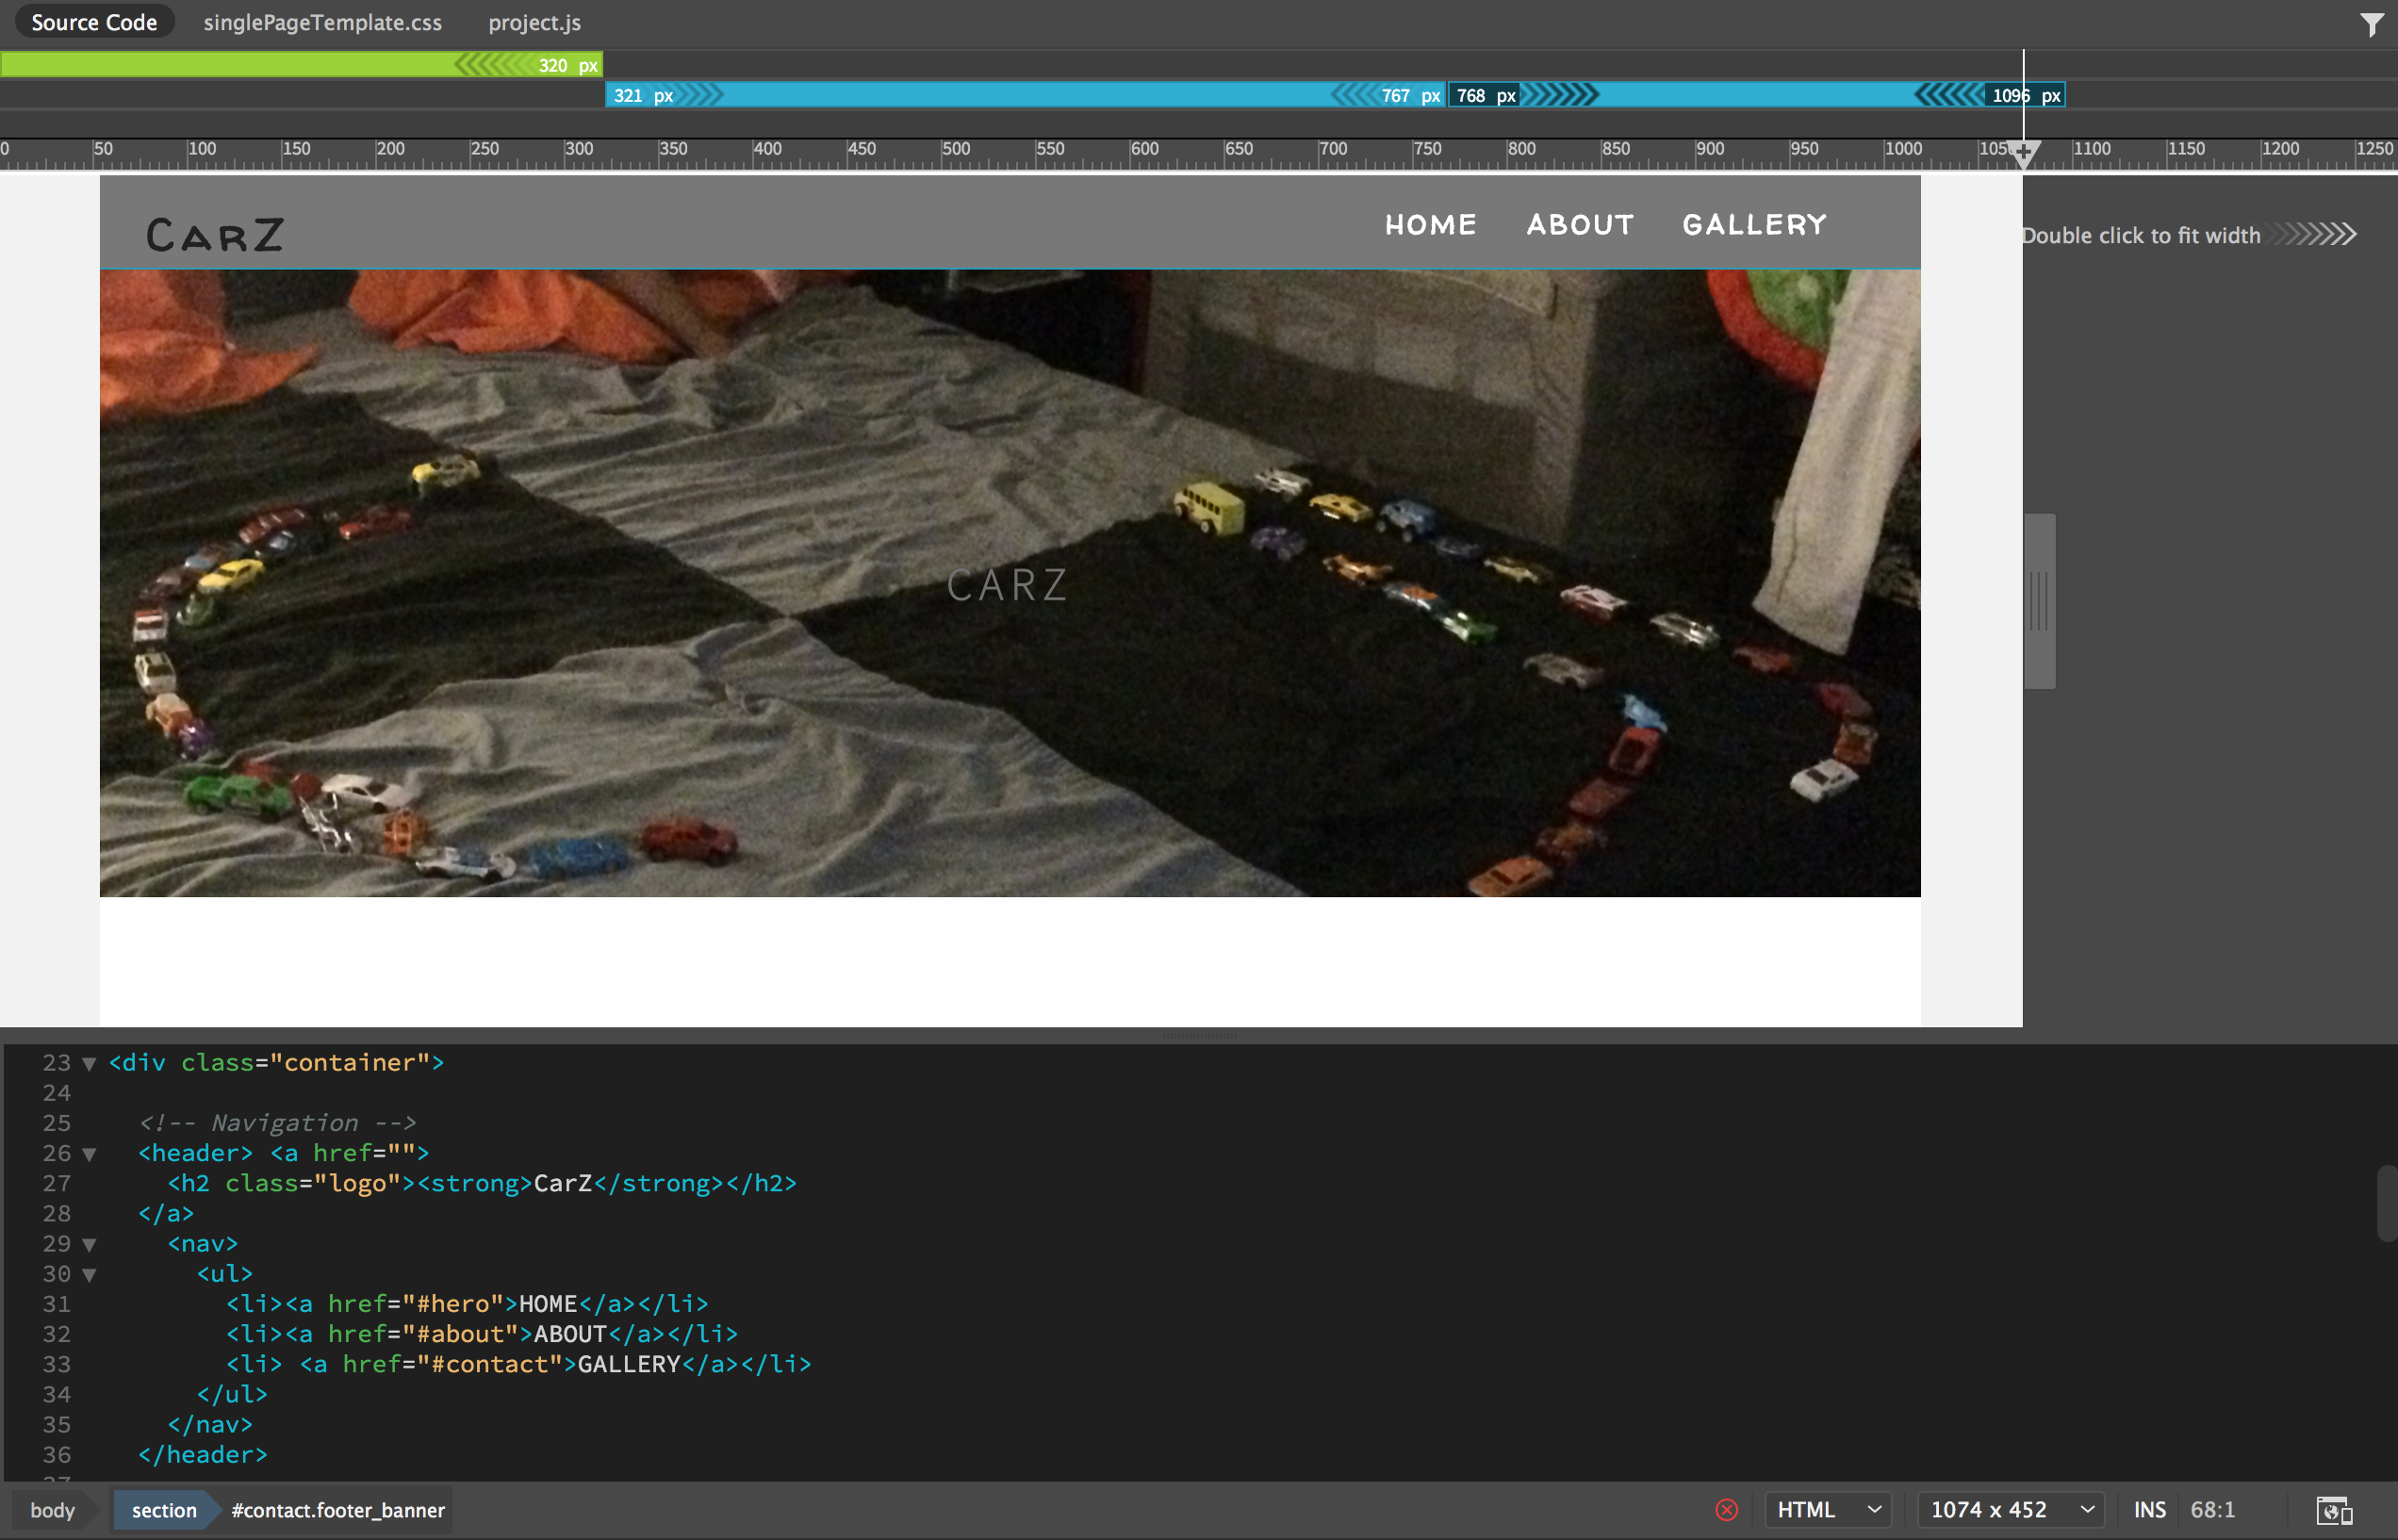 Source Code singlePageTemplate.css project.js
320 px
321 px 767 px 768 px 1096 px
0 50 100 150 200 250 300 350 400 450 500 550 600 650 700 750 800 850 900 950 1000 1100 1150 1200 1250
CarZ HOME ABOUT GALLERY
Double click to fit width
CARZ
23 <div class="container">
24
25 <!-- Navigation -->
26 <header> <a href="">
27 <h2 class="logo"><strong>CarZ</strong></h2>
28 </a>
29 <nav>
30 <ul>
31 <li><a href="#hero">HOME</a></li>
32 <li><a href="#about">ABOUT</a></li>
33 <li> <a href="#contact">GALLERY</a></li>
34 </ul>
35 </nav>
36 </header>
body section #contact.footer_banner HTML 1074 x 452 INS 68:1